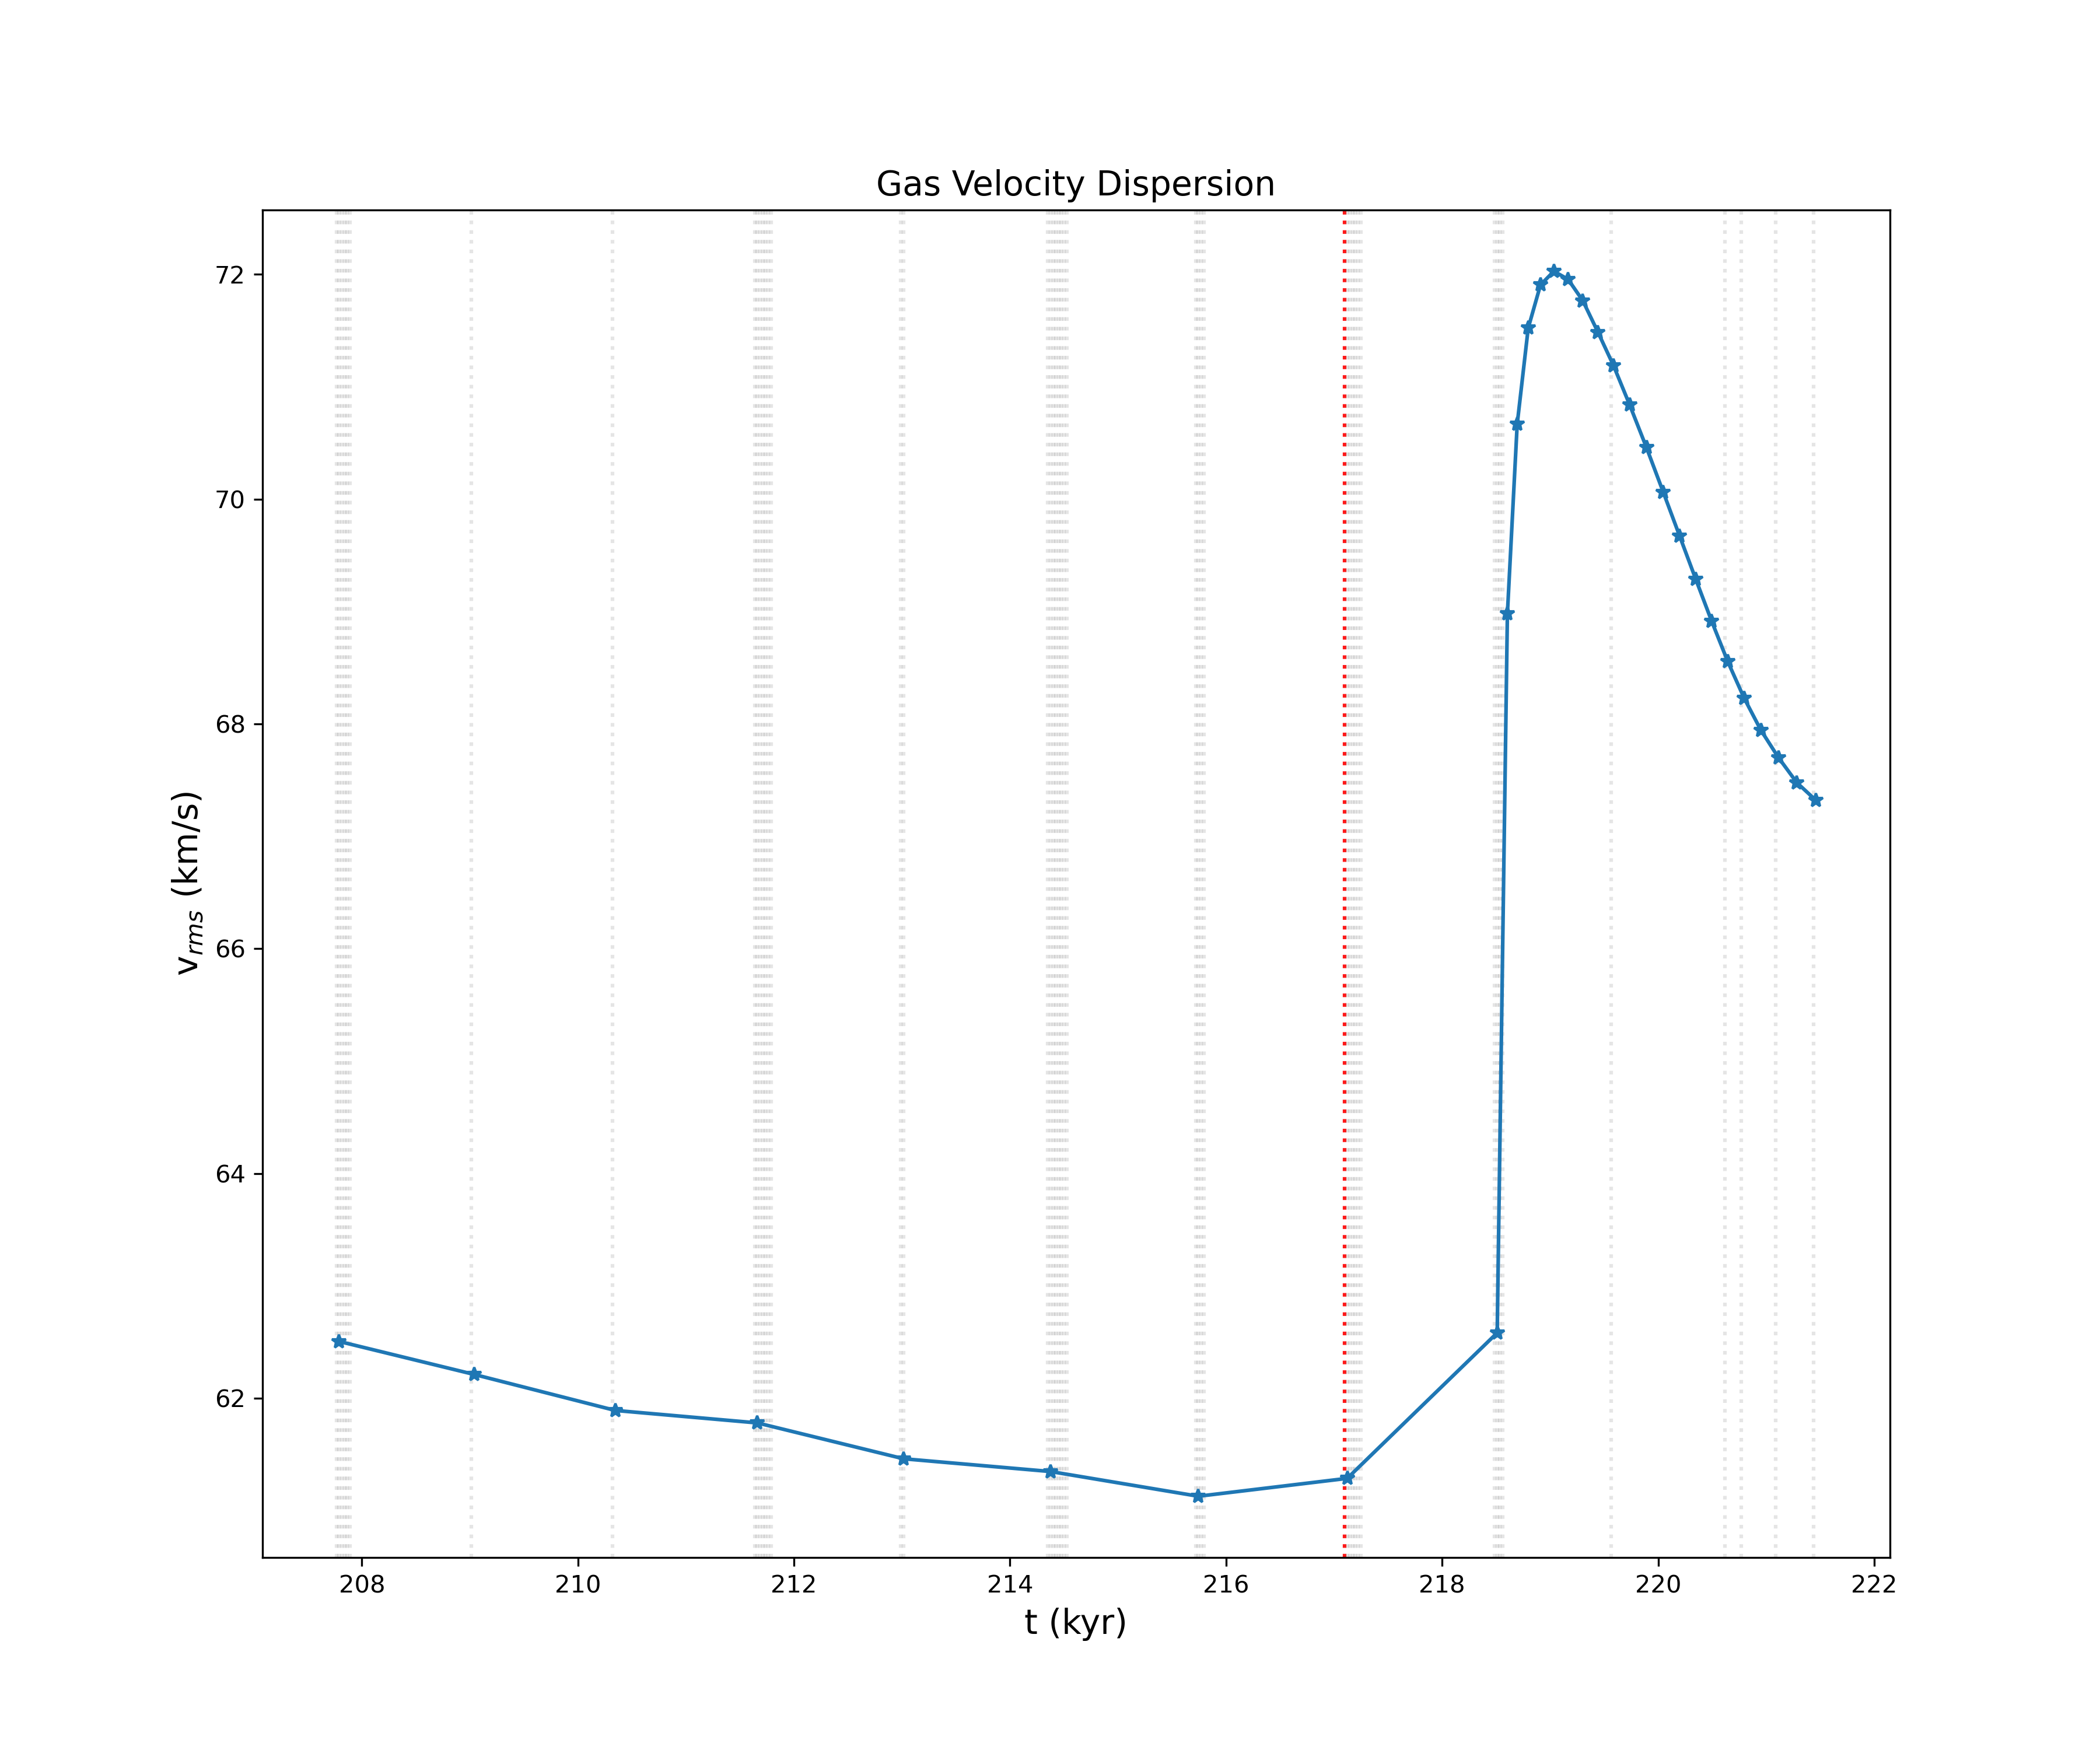 Gas Velocity Dispersion
72
70
68
66
64
62
v_rms (km/s)
208 210 212 214 216 218 220 222
t (kyr)